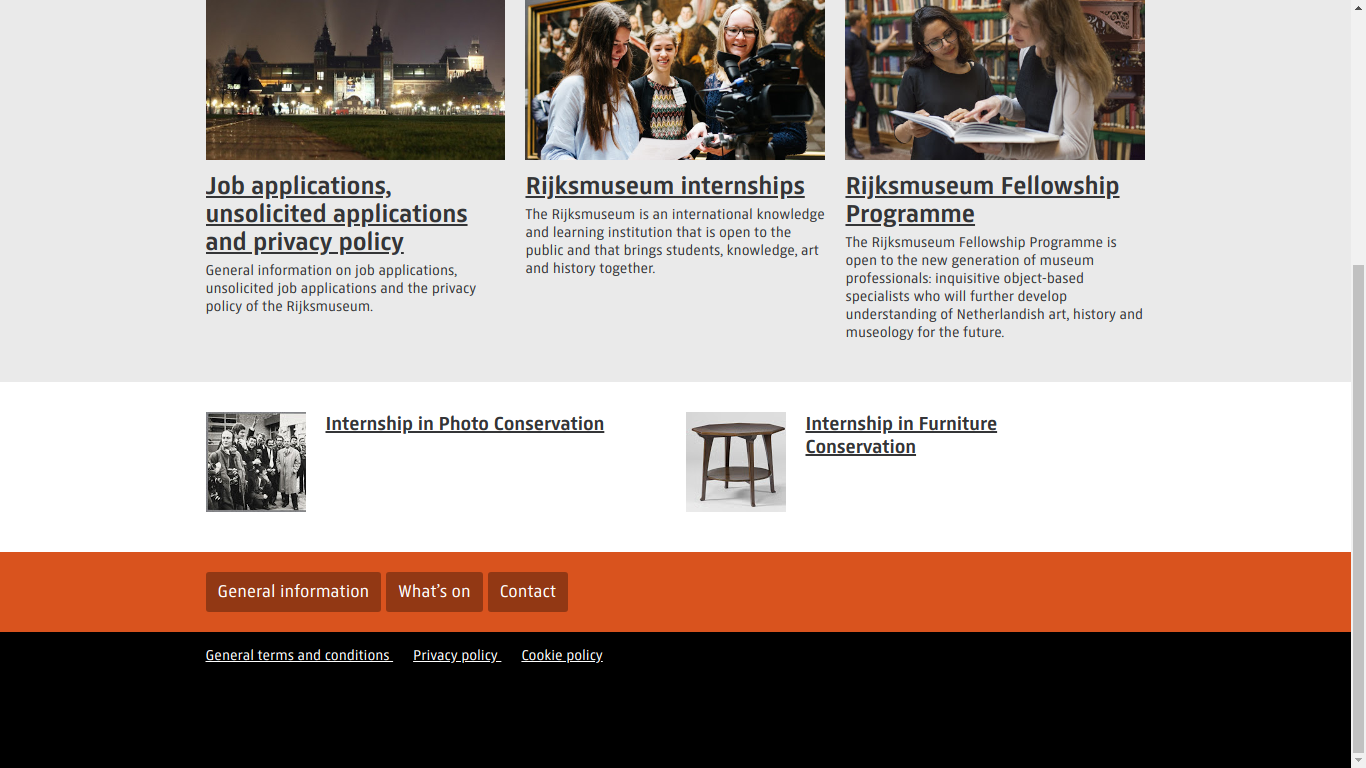 Job applications,
unsolicited applications
and privacy policy
General information on job applications,
unsolicited job applications and the privacy
policy of the Rijksmuseum.
Rijksmuseum internships
The Rijksmuseum is an international knowledge
and learning institution that is open to the
public and that brings students, knowledge, art
and history together.
Rijksmuseum Fellowship
Programme
The Rijksmuseum Fellowship Programme is
open to the new generation of museum
professionals: inquisitive object-based
specialists who will further develop
understanding of Netherlandish art, history and
museology for the future.
Internship in Photo Conservation
Internship in Furniture
Conservation
General information
What's on
Contact
General terms and conditions
Privacy policy
Cookie policy